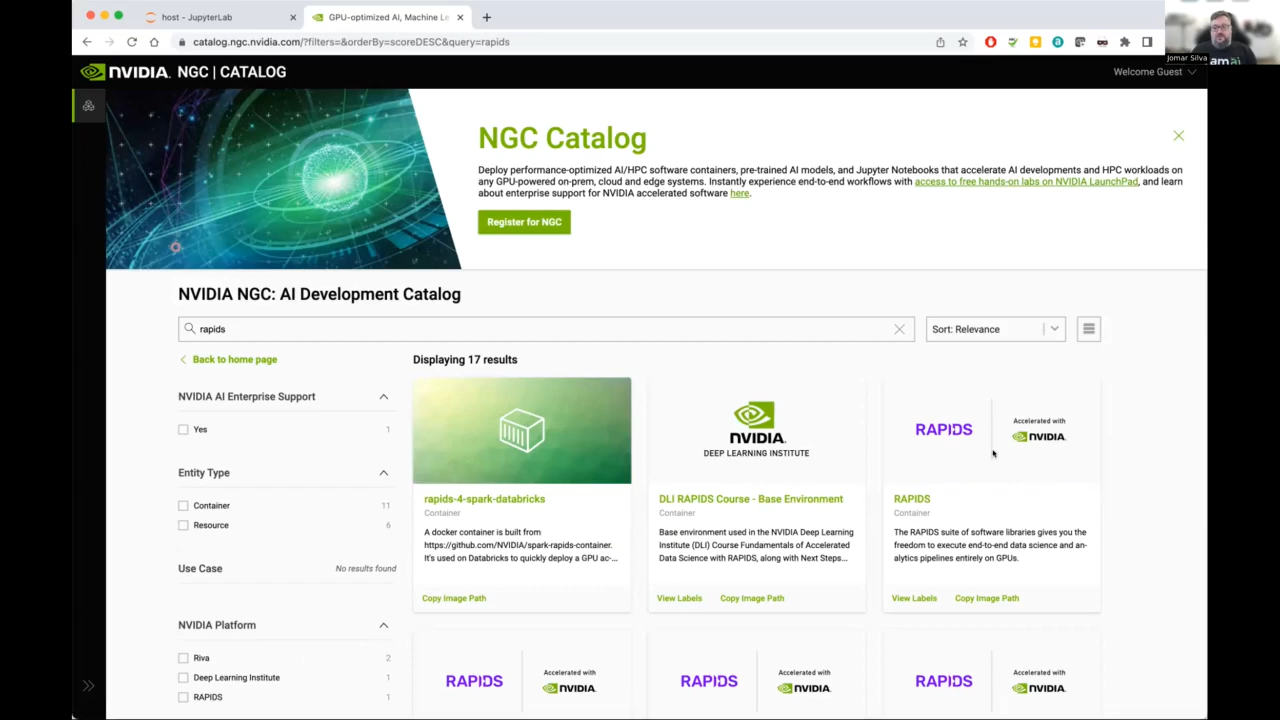 host - JupyterLab
GPU-optimized AI, Machine Le
catalog.ngc.nvidia.com/?filters=&orderBy=scoreDESC&query=rapids
Jomar Silva
NVIDIA. NGC | CATALOG
Welcome Guest
NGC Catalog
Deploy performance-optimized AI/HPC software containers, pre-trained AI models, and Jupyter Notebooks that accelerate AI developments and HPC workloads
on any GPU-powered on-prem, cloud and edge systems. Instantly experience end-to-end workflows with access to free hands-on labs on NVIDIA LaunchPad, and learn
about enterprise support for NVIDIA accelerated software here.
Register for NGC
NVIDIA NGC: AI Development Catalog
rapids
Sort: Relevance
Back to home page
Displaying 17 results
NVIDIA AI Enterprise Support
Yes 1
Entity Type
Container 11
Resource 6
Use Case No results found
NVIDIA Platform
Riva 2
Deep Learning Institute 1
RAPIDS 1
rapids-4-spark-databricks
Container
A docker container is built from
https://github.com/NVIDIA/spark-rapids-container.
It's used on Databricks to quickly deploy a GPU ac-...
Copy Image Path
NVIDIA.
DEEP LEARNING INSTITUTE
DLI RAPIDS Course - Base Environment
Container
Base environment used in the NVIDIA Deep Learning
Institute (DLI) Course Fundamentals of Accelerated
Data Science with RAPIDS, along with Next Steps...
View Labels Copy Image Path
RAPIDS
Accelerated with
NVIDIA.
RAPIDS
Container
The RAPIDS suite of software libraries gives you the
freedom to execute end-to-end data science and an-
alytics pipelines entirely on GPUs.
View Labels Copy Image Path
RAPIDS
Accelerated with
NVIDIA.
RAPIDS
Accelerated with
NVIDIA.
RAPIDS
Accelerated with
NVIDIA.